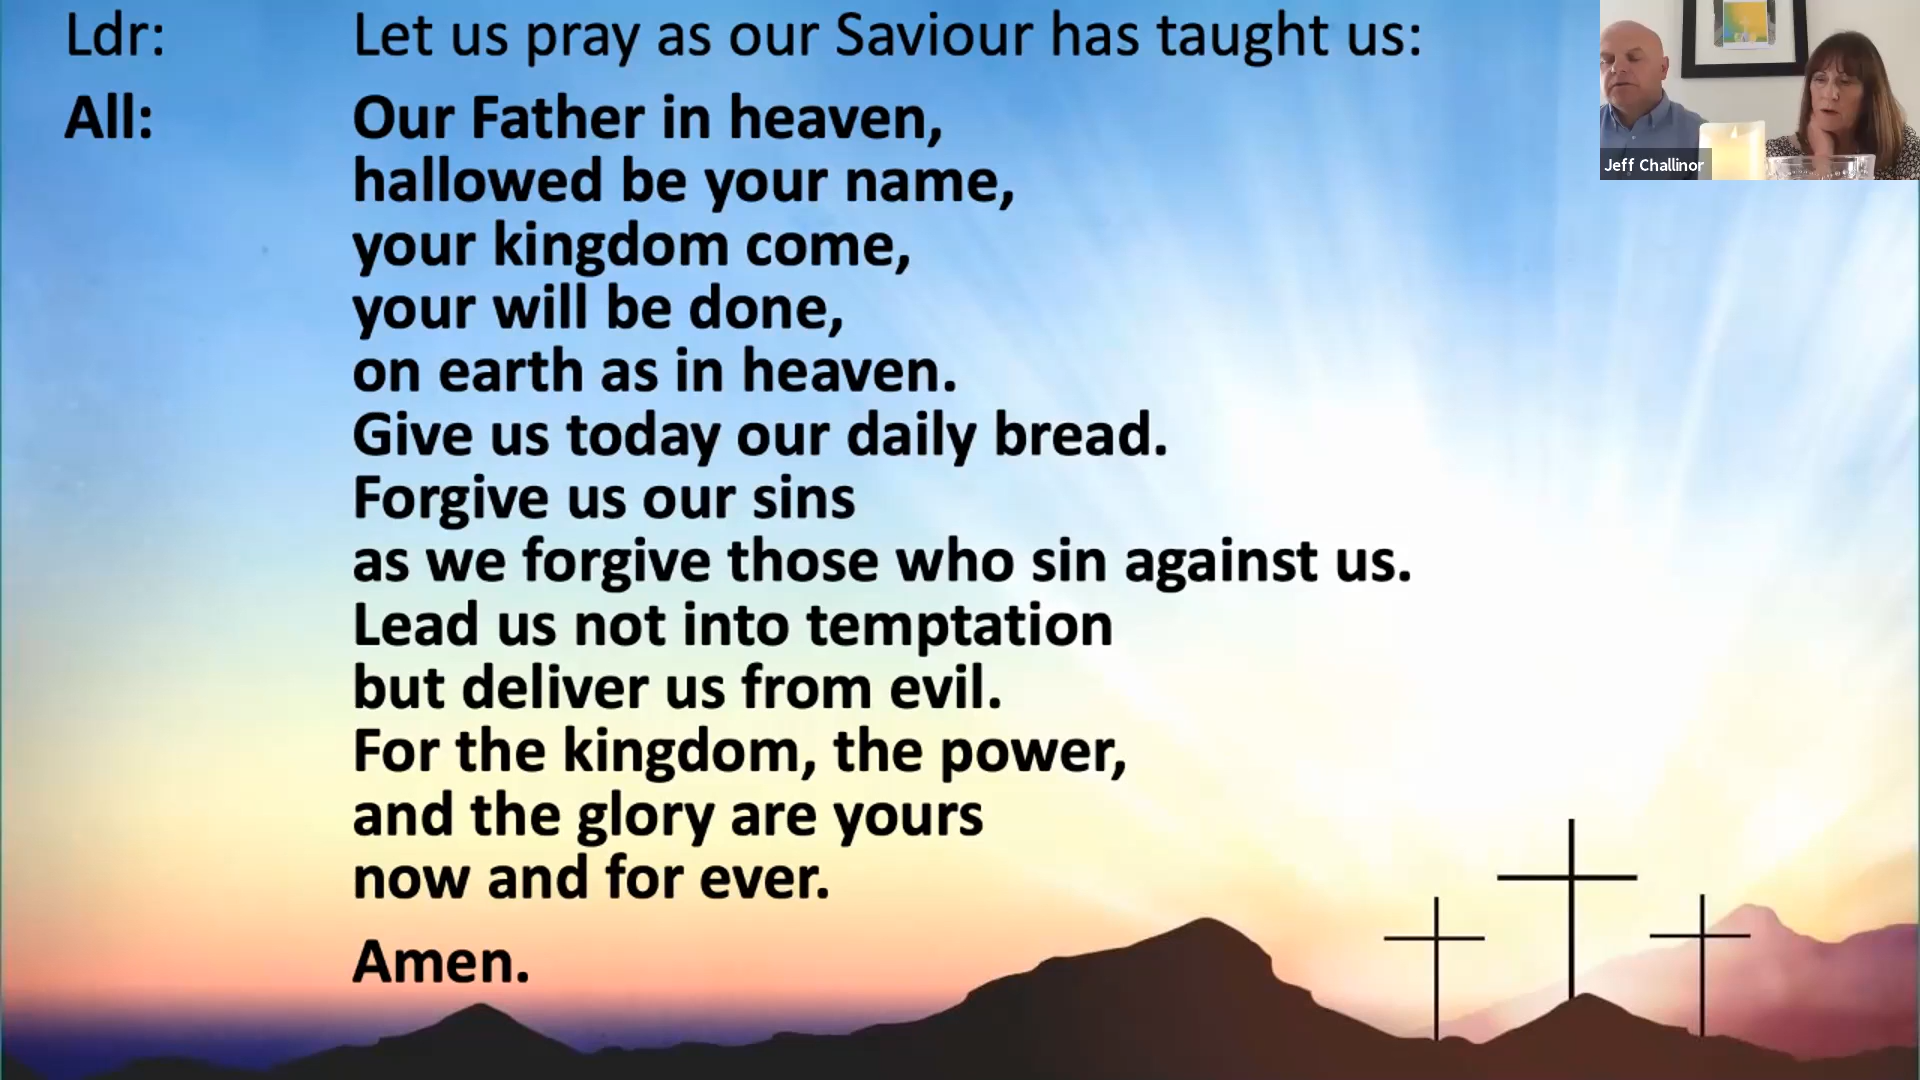 Ldr: Let us pray as our Saviour has taught us:
All: Our Father in heaven,
hallowed be your name,
your kingdom come,
your will be done,
on earth as in heaven.
Give us today our daily bread.
Forgive us our sins
as we forgive those who sin against us.
Lead us not into temptation
but deliver us from evil.
For the kingdom, the power,
and the glory are yours
now and for ever.
Amen.
Jeff Challinor